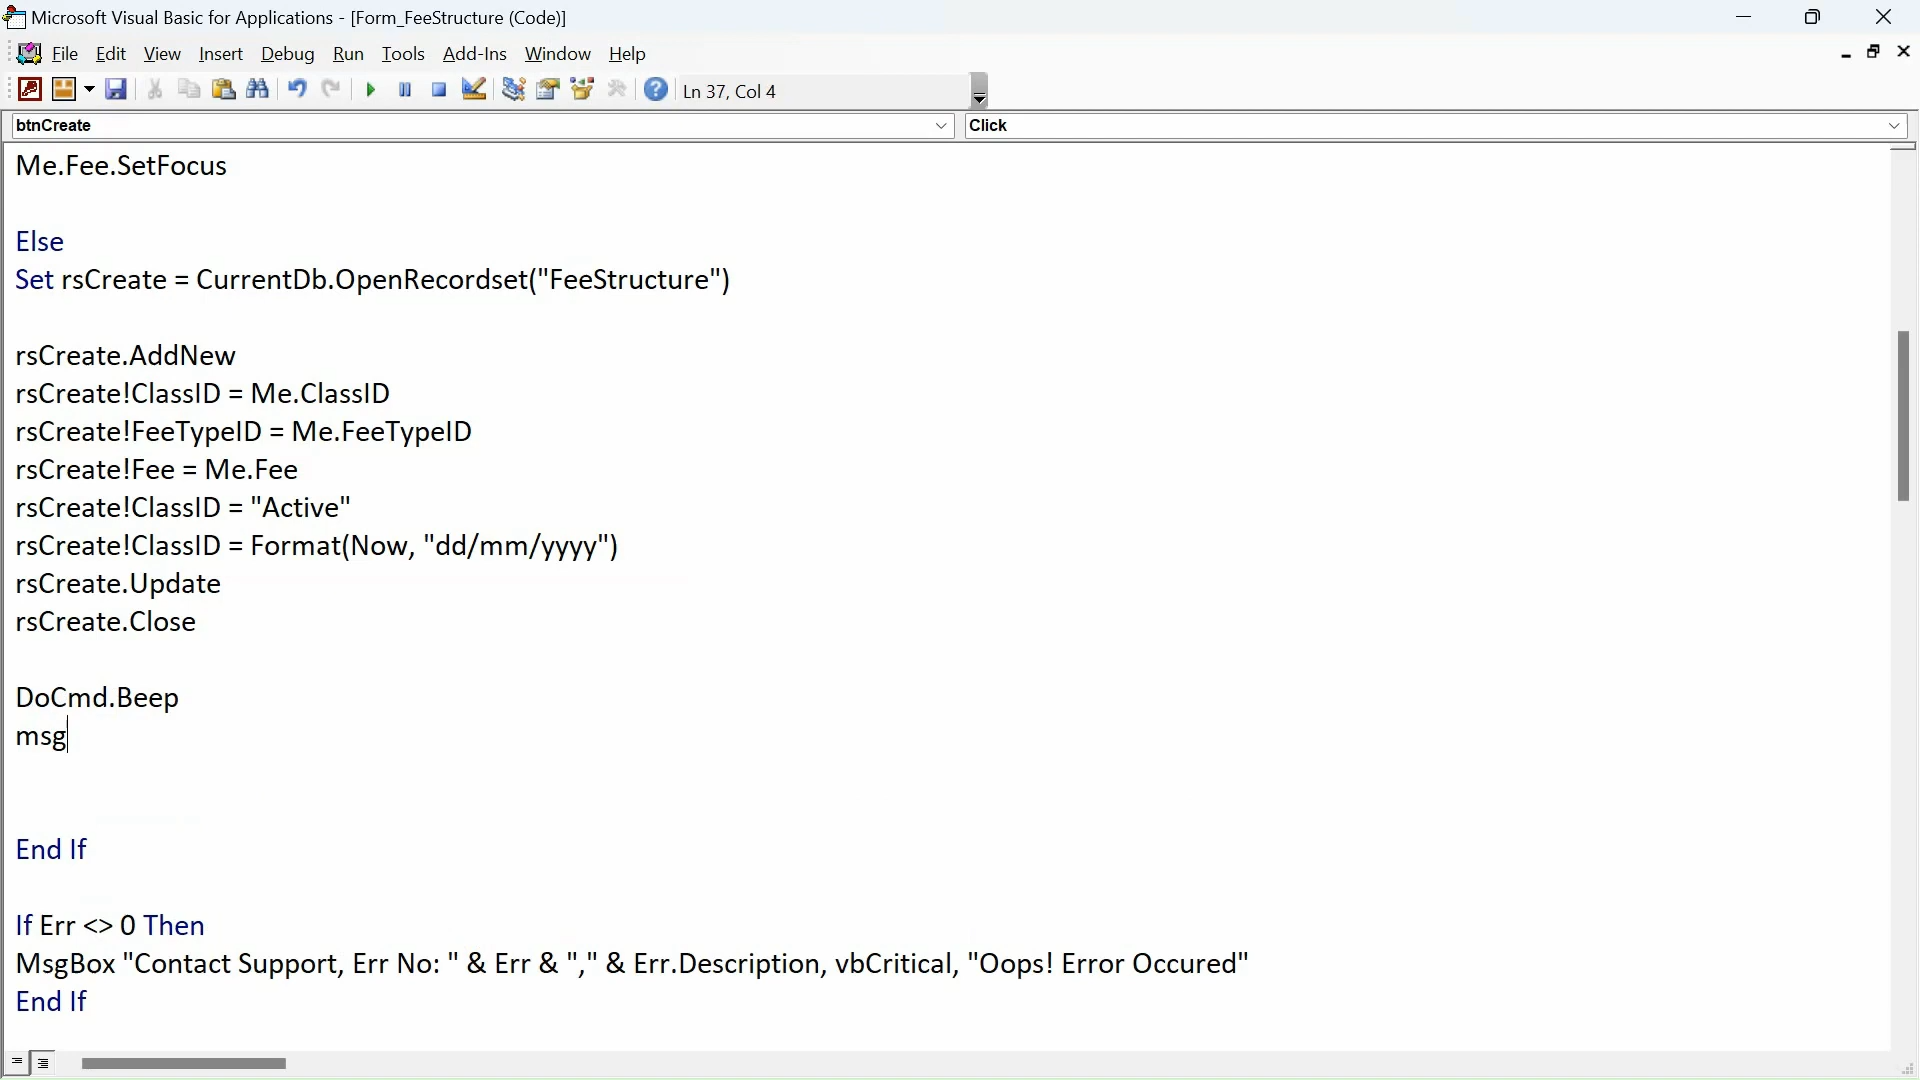 Microsoft Visual Basic for Applications - [Form_FeeStructure (Code)]
File Edit View Insert Debug Run Tools Add-Ins Window Help
Ln 37, Col 4
btnCreate Click
Me.Fee.SetFocus
Else
Set rsCreate = CurrentDb.OpenRecordset("FeeStructure")
rsCreate.AddNew
rsCreate!ClassID = Me.ClassID
rsCreate!FeeTypeID = Me.FeeTypeID
rsCreate!Fee = Me.Fee
rsCreate!ClassID = "Active"
rsCreate!ClassID = Format(Now, "dd/mm/yyyy")
rsCreate.Update
rsCreate.Close
DoCmd.Beep
msg
End If
If Err <> 0 Then
MsgBox "Contact Support, Err No: " & Err & "," & Err.Description, vbCritical, "Oops! Error Occured"
End If